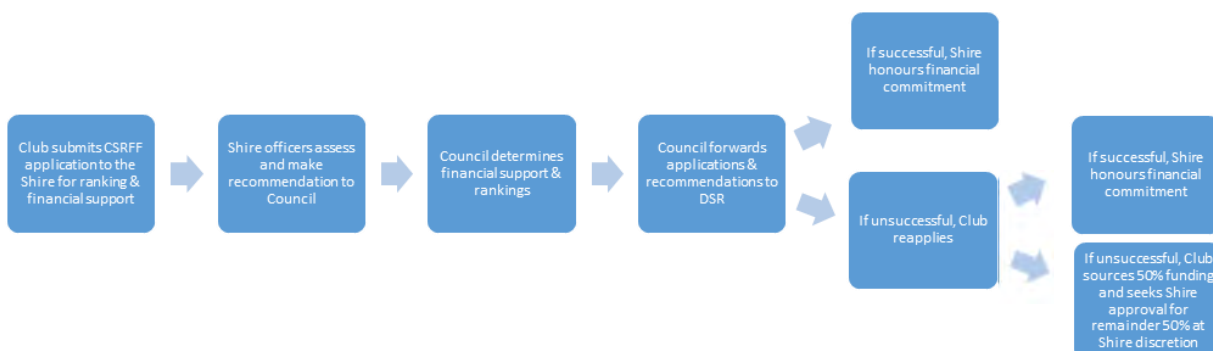 Club submits CSRFF
application to the
Shire for ranking &
financial support
Shire officers assess
and make
recommendation to
Council
Council determines
financial support &
rankings
Council forwards
applications &
recommendations to
DSR
If successful, Shire
honours financial
commitment
If unsuccessful, Club
reapplies
If successful, Shire
honours financial
commitment
If unsuccessful, Club
sources 50% funding
and seeks Shire
approval for
remainder 50% at
Shire discretion